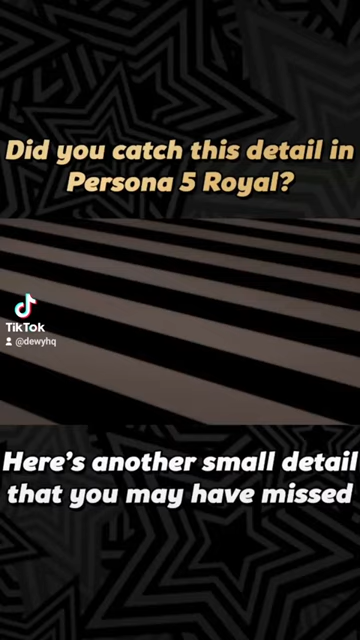 Did you catch this detail in
Persona 5 Royal?
TikTok
@dewyhq
Here's another small detail
that you may have missed